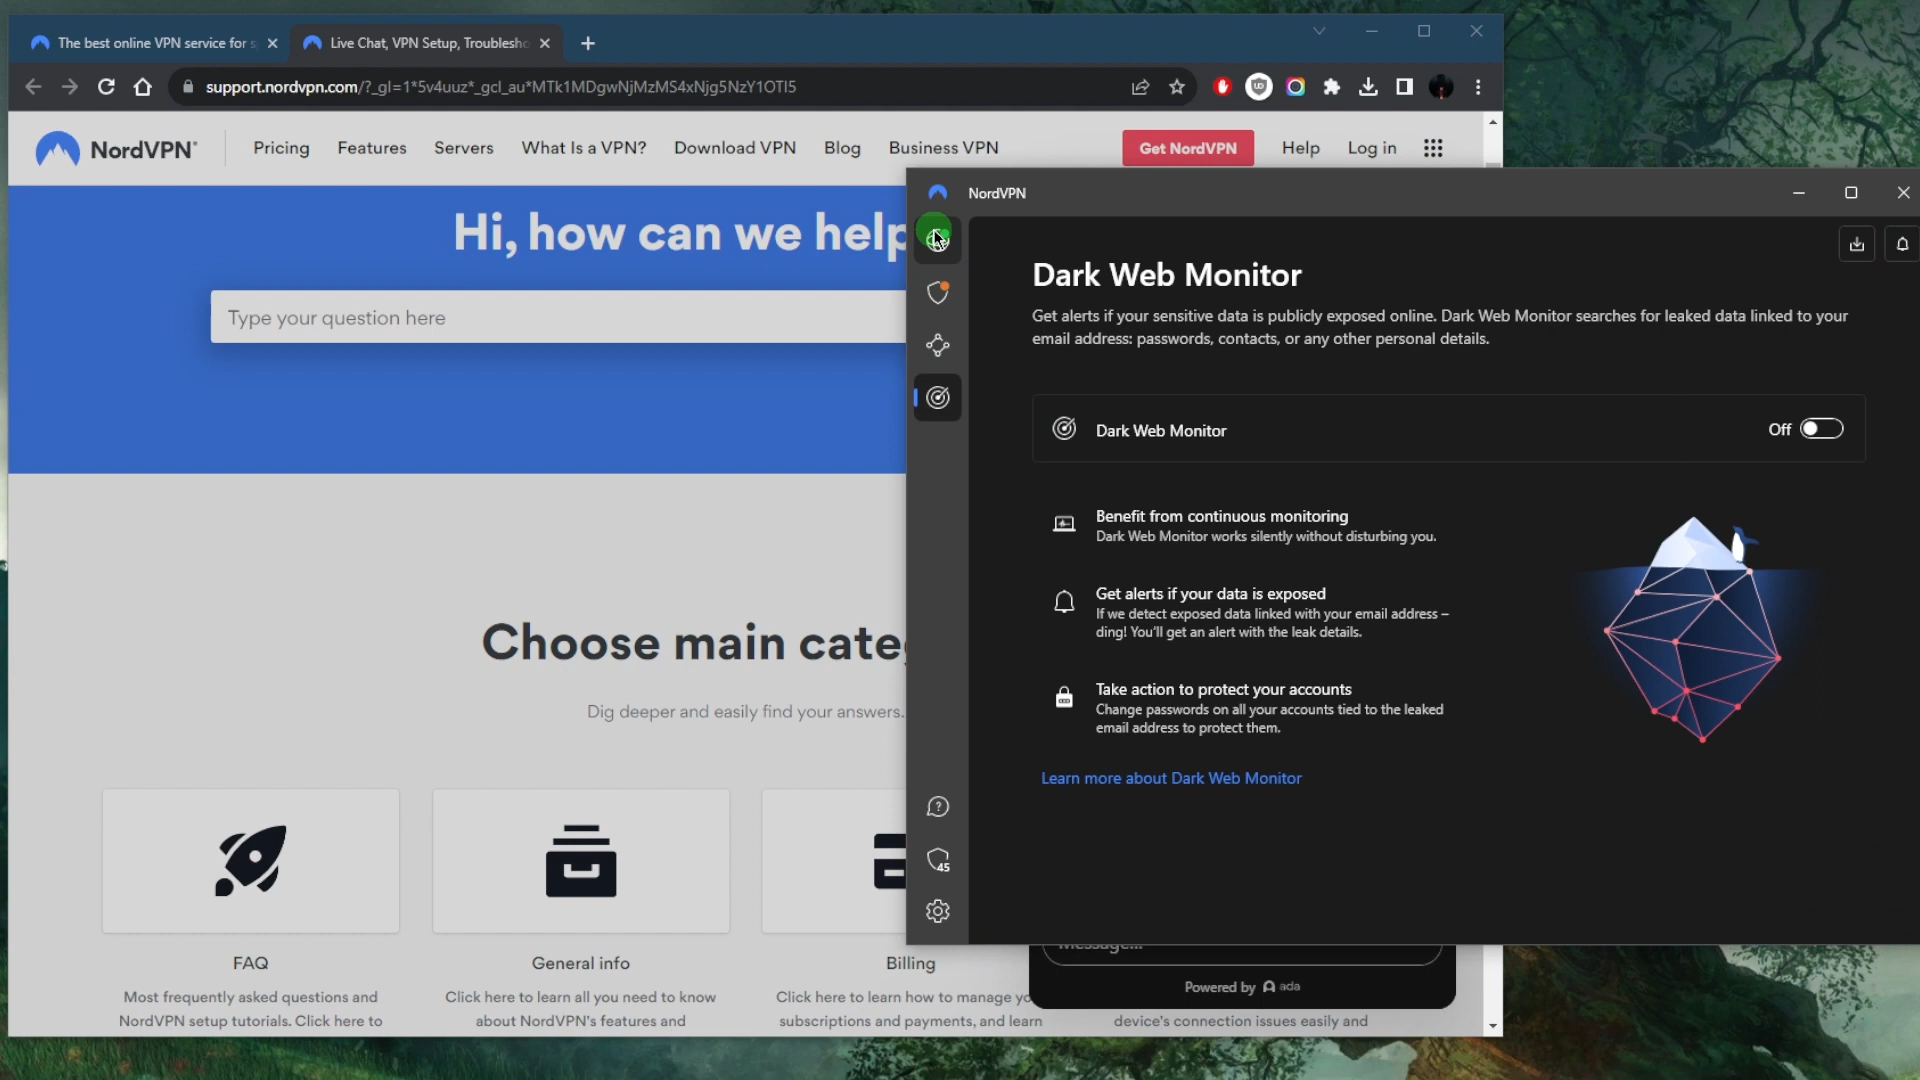 The best online VPN service for s
Live Chat, VPN Setup, Troublesho
support.nordvpn.com/?_gl=1*5v4uuz*_gcl_au*MTk1MDgwNjMzMS4xNjg5NzY1OTI5
NordVPN®
Pricing
Features
Servers
What Is a VPN?
Download VPN
Blog
Business VPN
Get NordVPN
Help
Log in
Hi, how can we help
Type your question here
Choose main cate
Dig deeper and easily find your answers.
FAQ
Most frequently asked questions and
NordVPN setup tutorials. Click here to
General info
Click here to learn all you need to know
about NordVPN's features and
Billing
Click here to learn how to manage yo
subscriptions and payments, and learn
device's connection issues easily and
NordVPN
Dark Web Monitor
Get alerts if your sensitive data is publicly exposed online. Dark Web Monitor searches for leaked data linked to your
email address: passwords, contacts, or any other personal details.
Dark Web Monitor
Off
Benefit from continuous monitoring
Dark Web Monitor works silently without disturbing you.
Get alerts if your data is exposed
If we detect exposed data linked with your email address –
ding! You'll get an alert with the leak details.
Take action to protect your accounts
Change passwords on all your accounts tied to the leaked
email address to protect them.
Learn more about Dark Web Monitor
45
Message...
Powered by ada